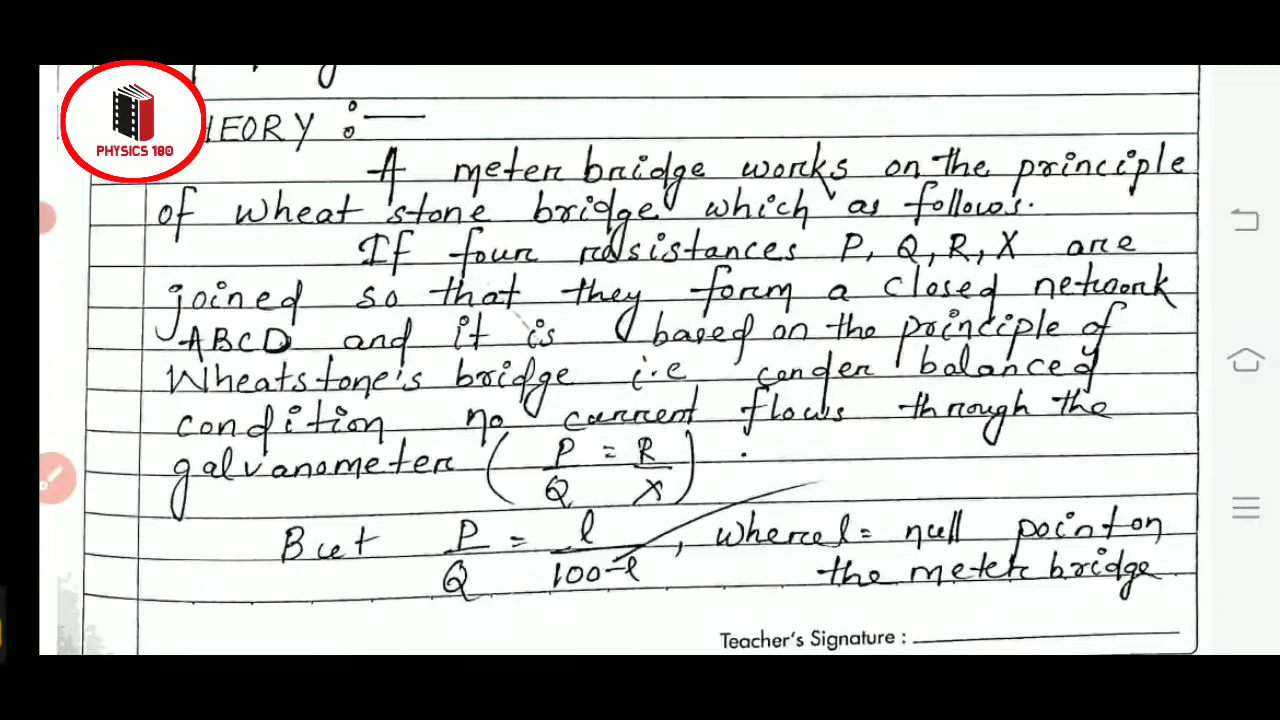 HEORY :—
PHYSICS 180
A meter bridge works on the principle
of wheat stone bridge which as follows.
If four resistances P, Q, R, X are
joined so that they form a closed network
ABCD and it is based on the principle of
Wheatstone's bridge i.e under balanced
condition no current flows through the
galvanometer (P/Q = R/X) .
But P/Q = l/100-l , where l = null point on
the meter bridge
Teacher's Signature :